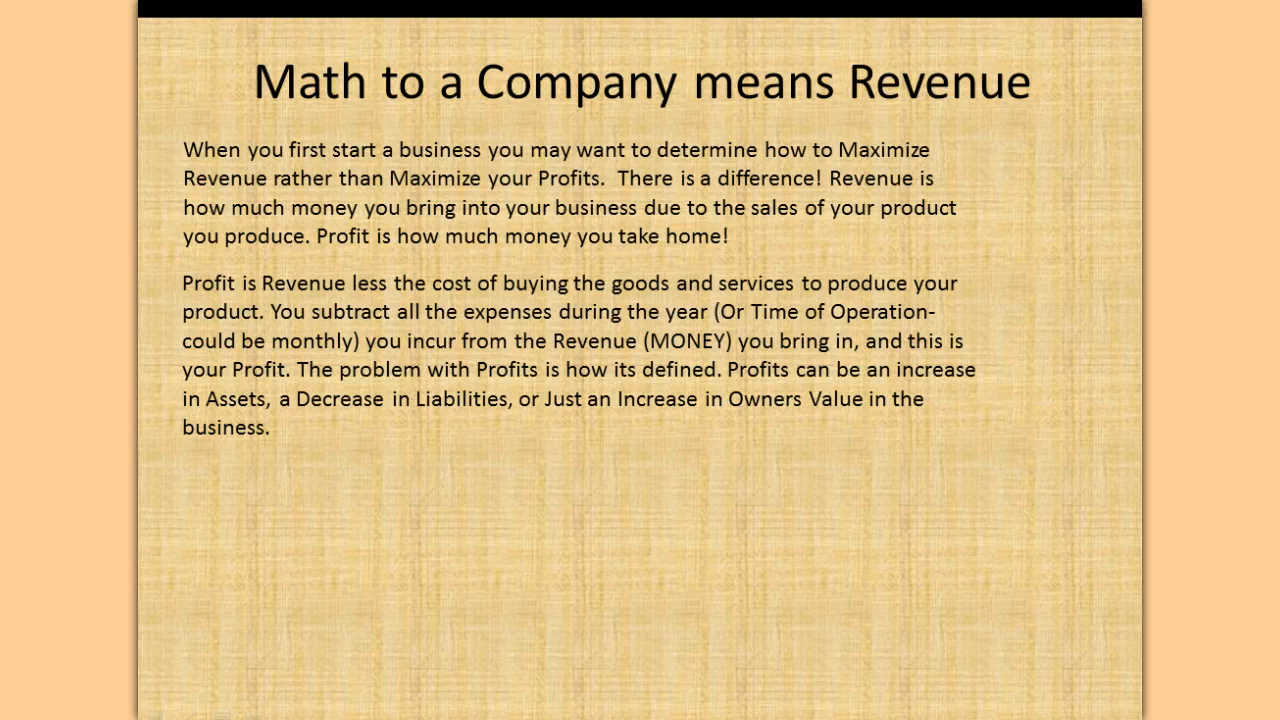 Math to a Company means Revenue
When you first start a business you may want to determine how to Maximize
Revenue rather than Maximize your Profits.  There is a difference! Revenue is
how much money you bring into your business due to the sales of your product
you produce. Profit is how much money you take home!
Profit is Revenue less the cost of buying the goods and services to produce your
product. You subtract all the expenses during the year (Or Time of Operation-
could be monthly) you incur from the Revenue (MONEY) you bring in, and this is
your Profit. The problem with Profits is how its defined. Profits can be an increase
in Assets, a Decrease in Liabilities, or Just an Increase in Owners Value in the
business.